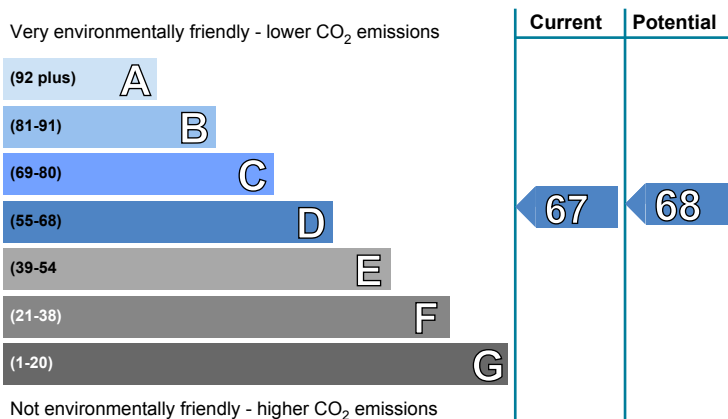 Current Potential
Very environmentally friendly - lower CO₂ emissions
(92 plus) A
(81-91) B
(69-80) C
(55-68) D
67 68
(39-54 E
(21-38) F
(1-20) G
Not environmentally friendly - higher CO₂ emissions